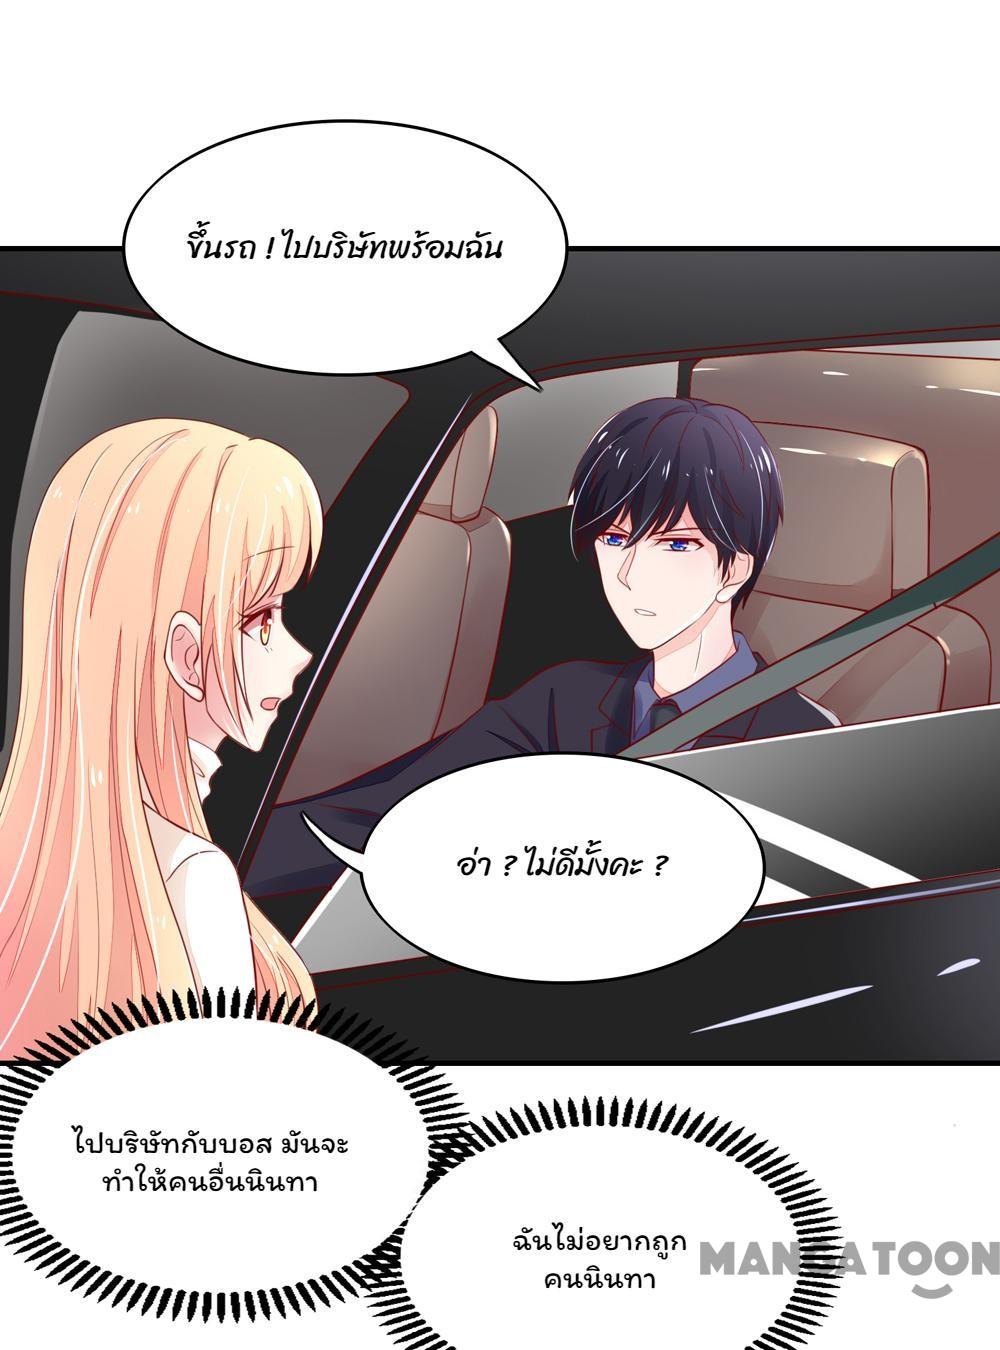 ขึ้นรถ ! ไปบริษัทพร้อมฉัน
อ่า ? ไม่ดีมั้งคะ ?
ไปบริษัทกับบอส มันจะ
ทำให้คนอื่นนินทา
ฉันไม่อยากถูก
คนนินทา
MANGATOON